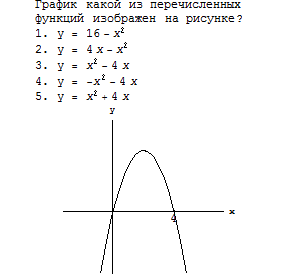 График какой из перечисленных
функций изображен на рисунке?
1. y = 16 - x²
2. y = 4 x - x²
3. y = x² - 4 x
4. y = -x² - 4 x
5. y = x² + 4 x
y
x
4